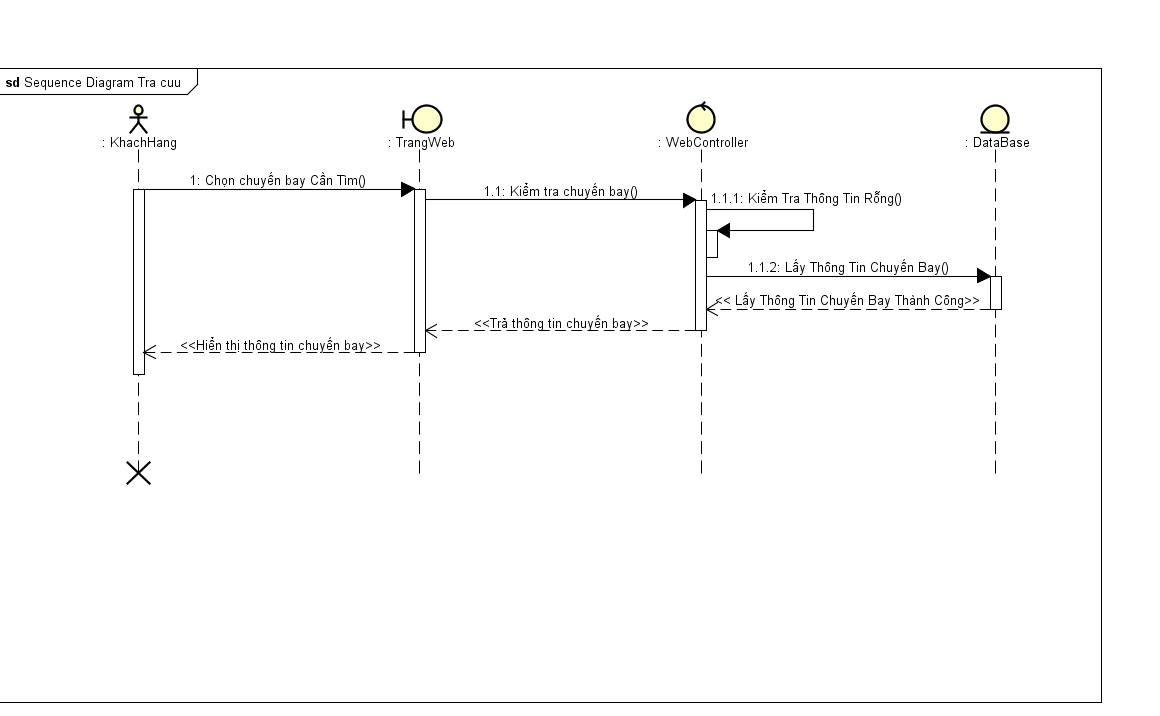 sd Sequence Diagram Tra cuu
: KhachHang
: TrangWeb
: WebController
: DataBase
1: Chọn chuyến bay Cần Tìm()
1.1: Kiểm tra chuyến bay()
1.1.1: Kiểm Tra Thông Tin Rỗng()
1.1.2: Lấy Thông Tin Chuyến Bay()
<< Lấy Thông Tin Chuyến Bay Thành Công>>
<<Trả thông tin chuyến bay>>
<<Hiển thị thông tin chuyến bay>>